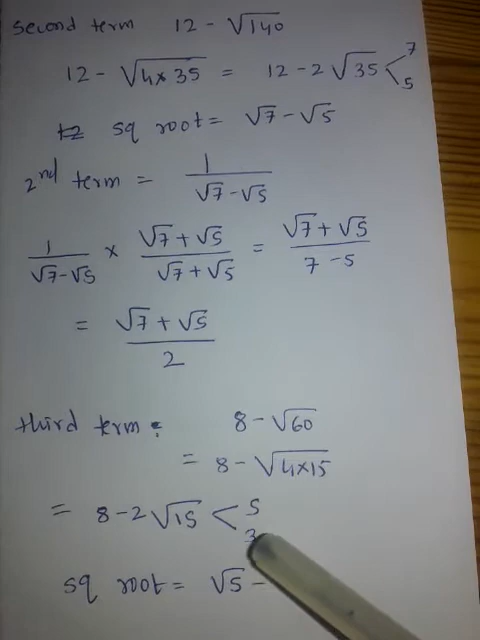 second term 12 - √140
12 - √4×35 = 12 - 2√35 < 7 5
sq root = √7 - √5
2nd term = 1/(√7 - √5)
1/(√7 - √5) × (√7 + √5)/(√7 + √5) = (√7 + √5)/(7 - 5)
= (√7 + √5)/2
third term : 8 - √60
= 8 - √4×15
= 8 - 2√15 < 5 3
sq root = √5 -